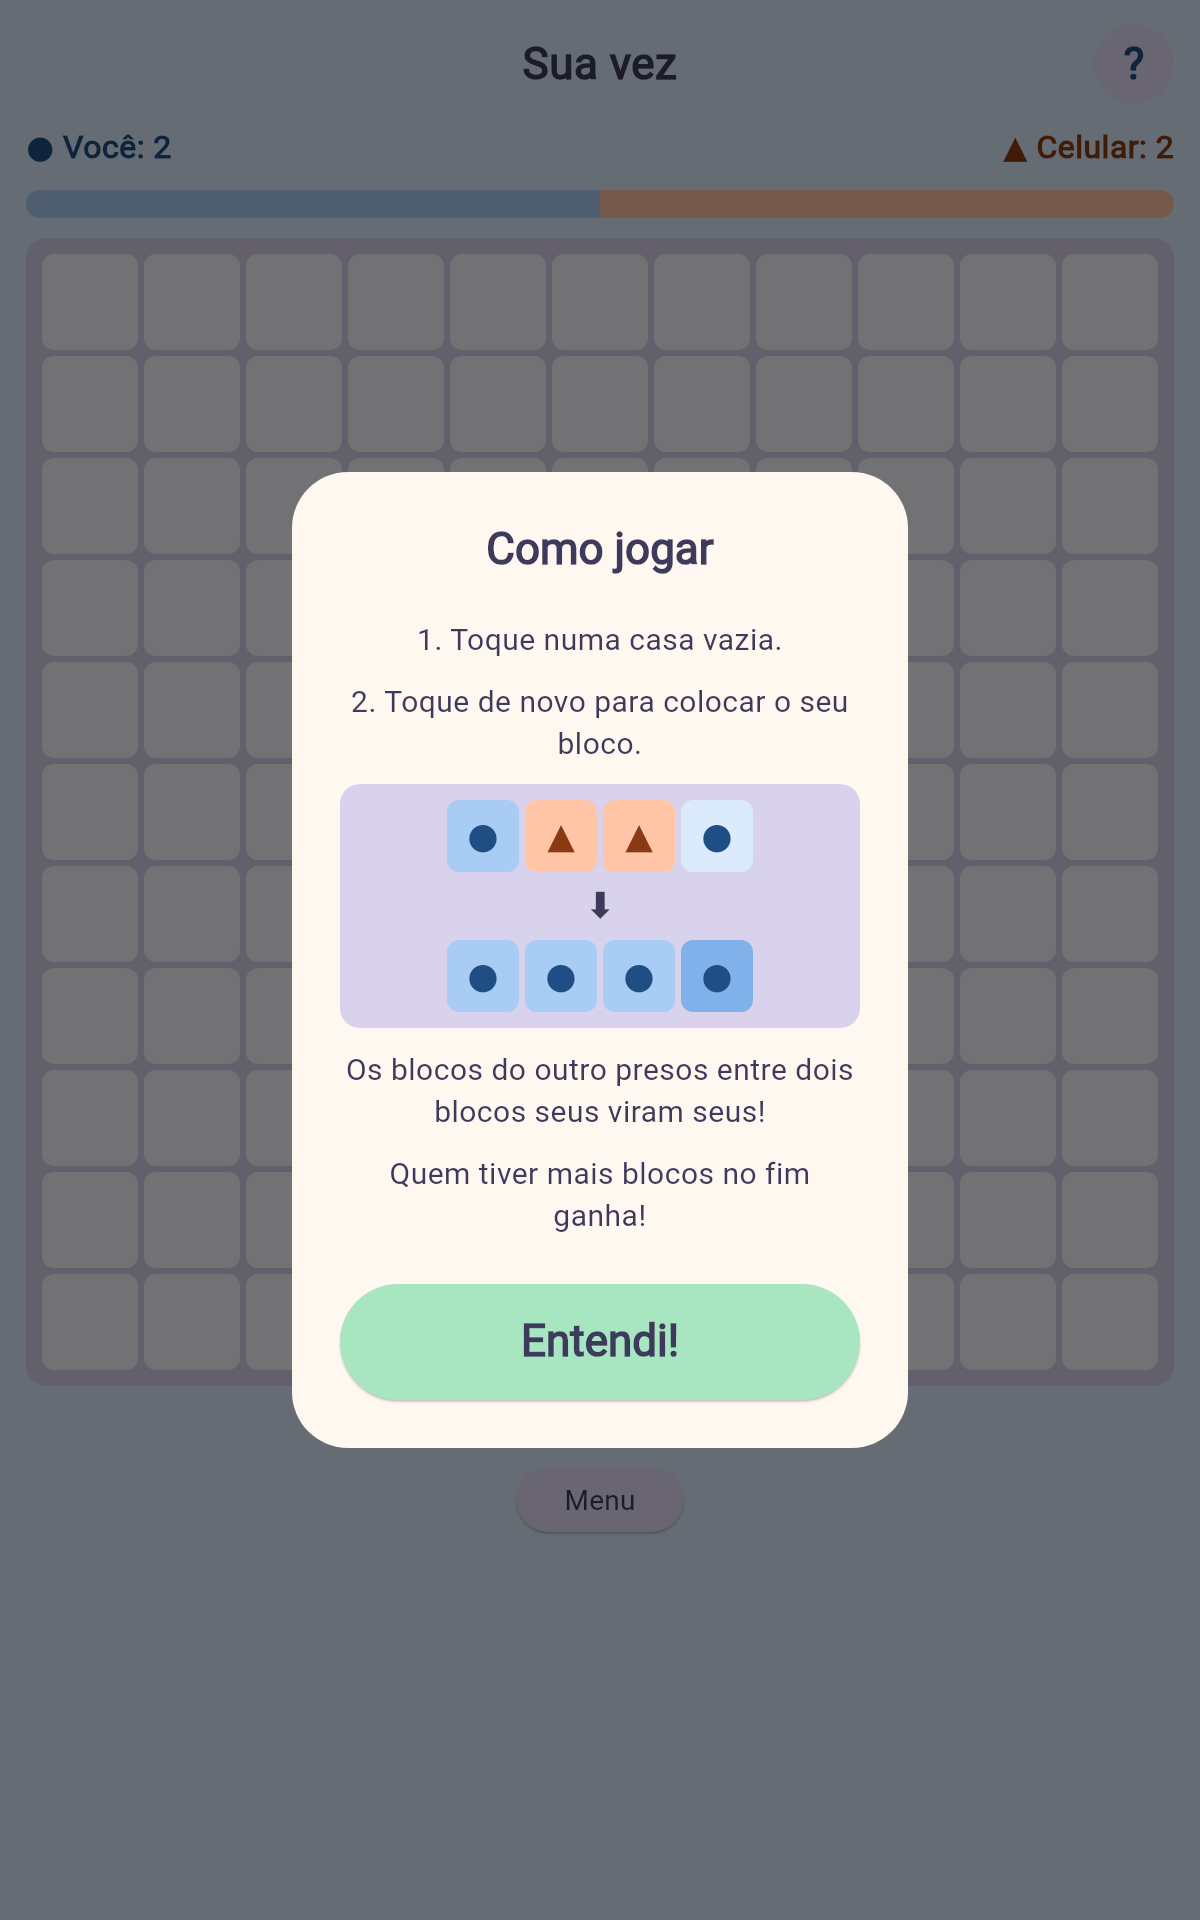 Sua vez
?
● Você: 2
▲ Celular: 2
Como jogar
1. Toque numa casa vazia.
2. Toque de novo para colocar o seu
bloco.
● ▲ ▲ ●
⬇
● ● ● ●
Os blocos do outro presos entre dois
blocos seus viram seus!
Quem tiver mais blocos no fim
ganha!
Entendi!
Menu